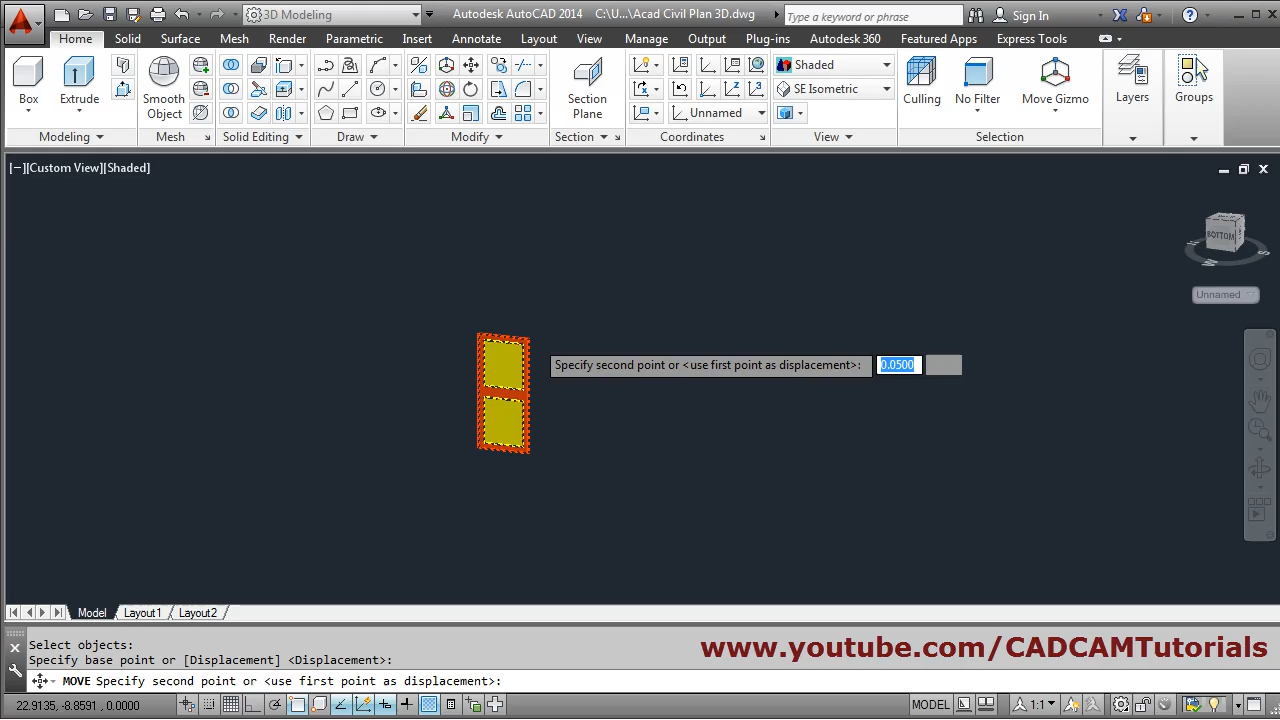 3D Modeling
Autodesk AutoCAD 2014 C:\U...\Acad Civil Plan 3D.dwg
Type a keyword or phrase
Sign In
Home Solid Surface Mesh Render Parametric Insert Annotate Layout View Manage Output Plug-ins Autodesk 360 Featured Apps Express Tools
Box
Extrude
Smooth Object
Section Plane
Unnamed
Shaded
SE Isometric
Culling
No Filter
Move Gizmo
Layers
Groups
Modeling Mesh Solid Editing Draw Modify Section Coordinates View Selection
[−][Custom View][Shaded]
BOTTOM
N S
Unnamed
Specify second point or <use first point as displacement>: 0.0500
Model Layout1 Layout2
Select objects:
Specify base point or [Displacement] <Displacement>:
MOVE Specify second point or <use first point as displacement>:
www.youtube.com/CADCAMTutorials
22.9135, -8.8591, 0.0000
MODEL
1:1